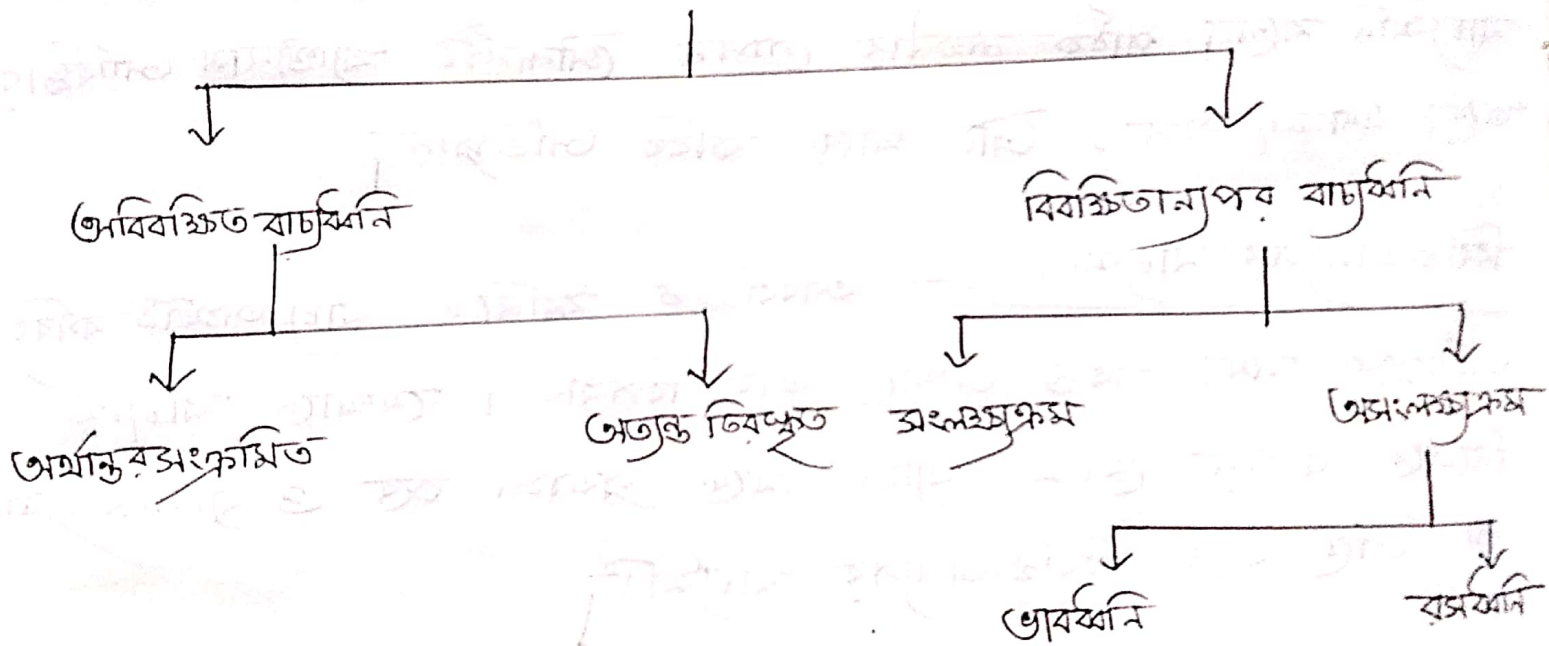 অবিবক্ষিত বাচ্যধ্বনি
বিবক্ষিতান্যপর বাচ্যধ্বনি
অর্থান্তরসংক্রমিত
অত্যন্ত তিরস্কৃত
সংলক্ষ্যক্রম
অসংলক্ষ্যক্রম
ভাবধ্বনি
রসধ্বনি